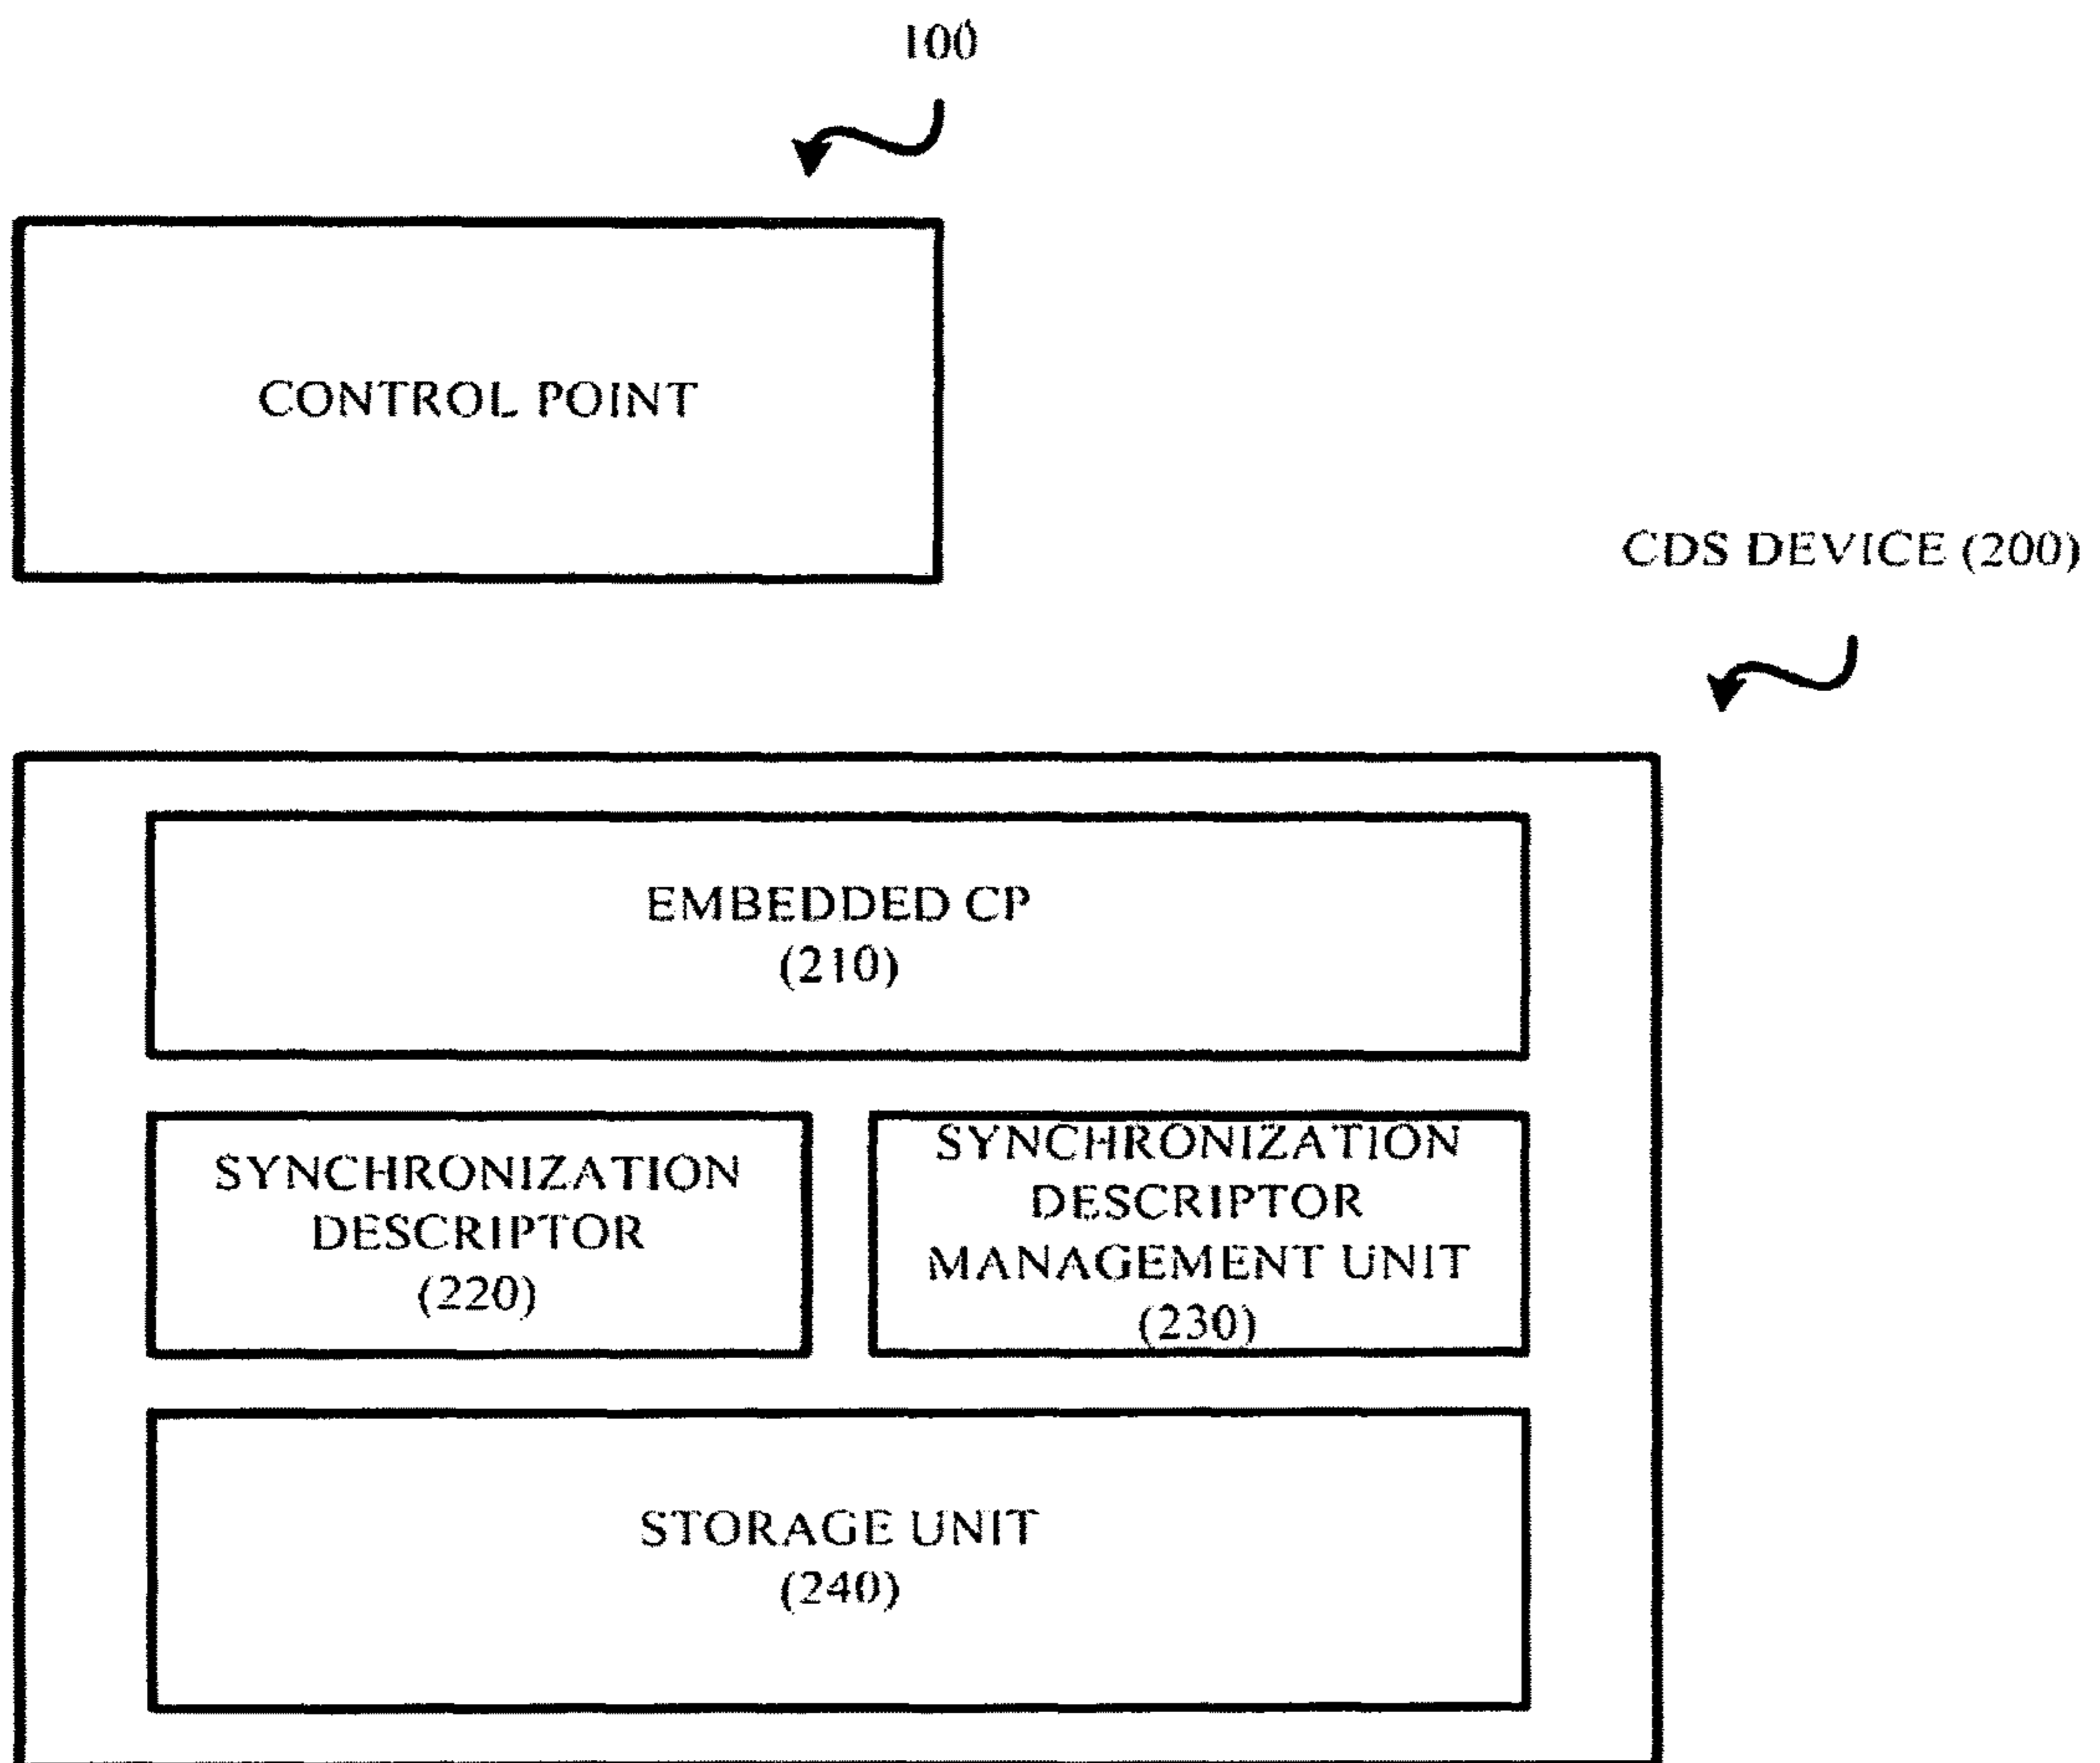 100
CONTROL POINT
CDS DEVICE (200)
EMBEDDED CP
(210)
SYNCHRONIZATION
DESCRIPTOR
(220)
SYNCHRONIZATION
DESCRIPTOR
MANAGEMENT UNIT
(230)
STORAGE UNIT
(240)